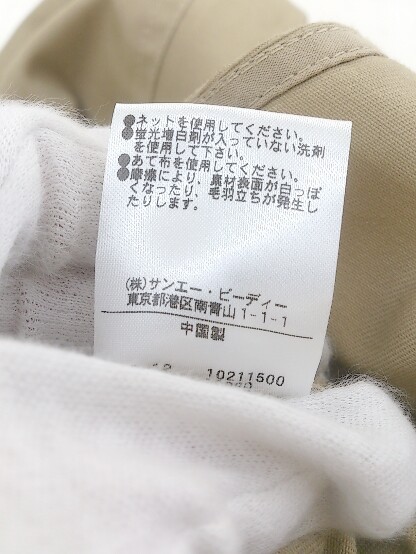 ●ネットを使用してください。
●蛍光増白剤が入っていない洗剤
を使用して下さい。
●あて布を使用してください。
●摩擦により、素材表面が白っぽ
くなったり、毛羽立ちが発生し
たりします。
(株)サンエー・ビーディー
東京都港区南青山1-1-1
中国製
10211500